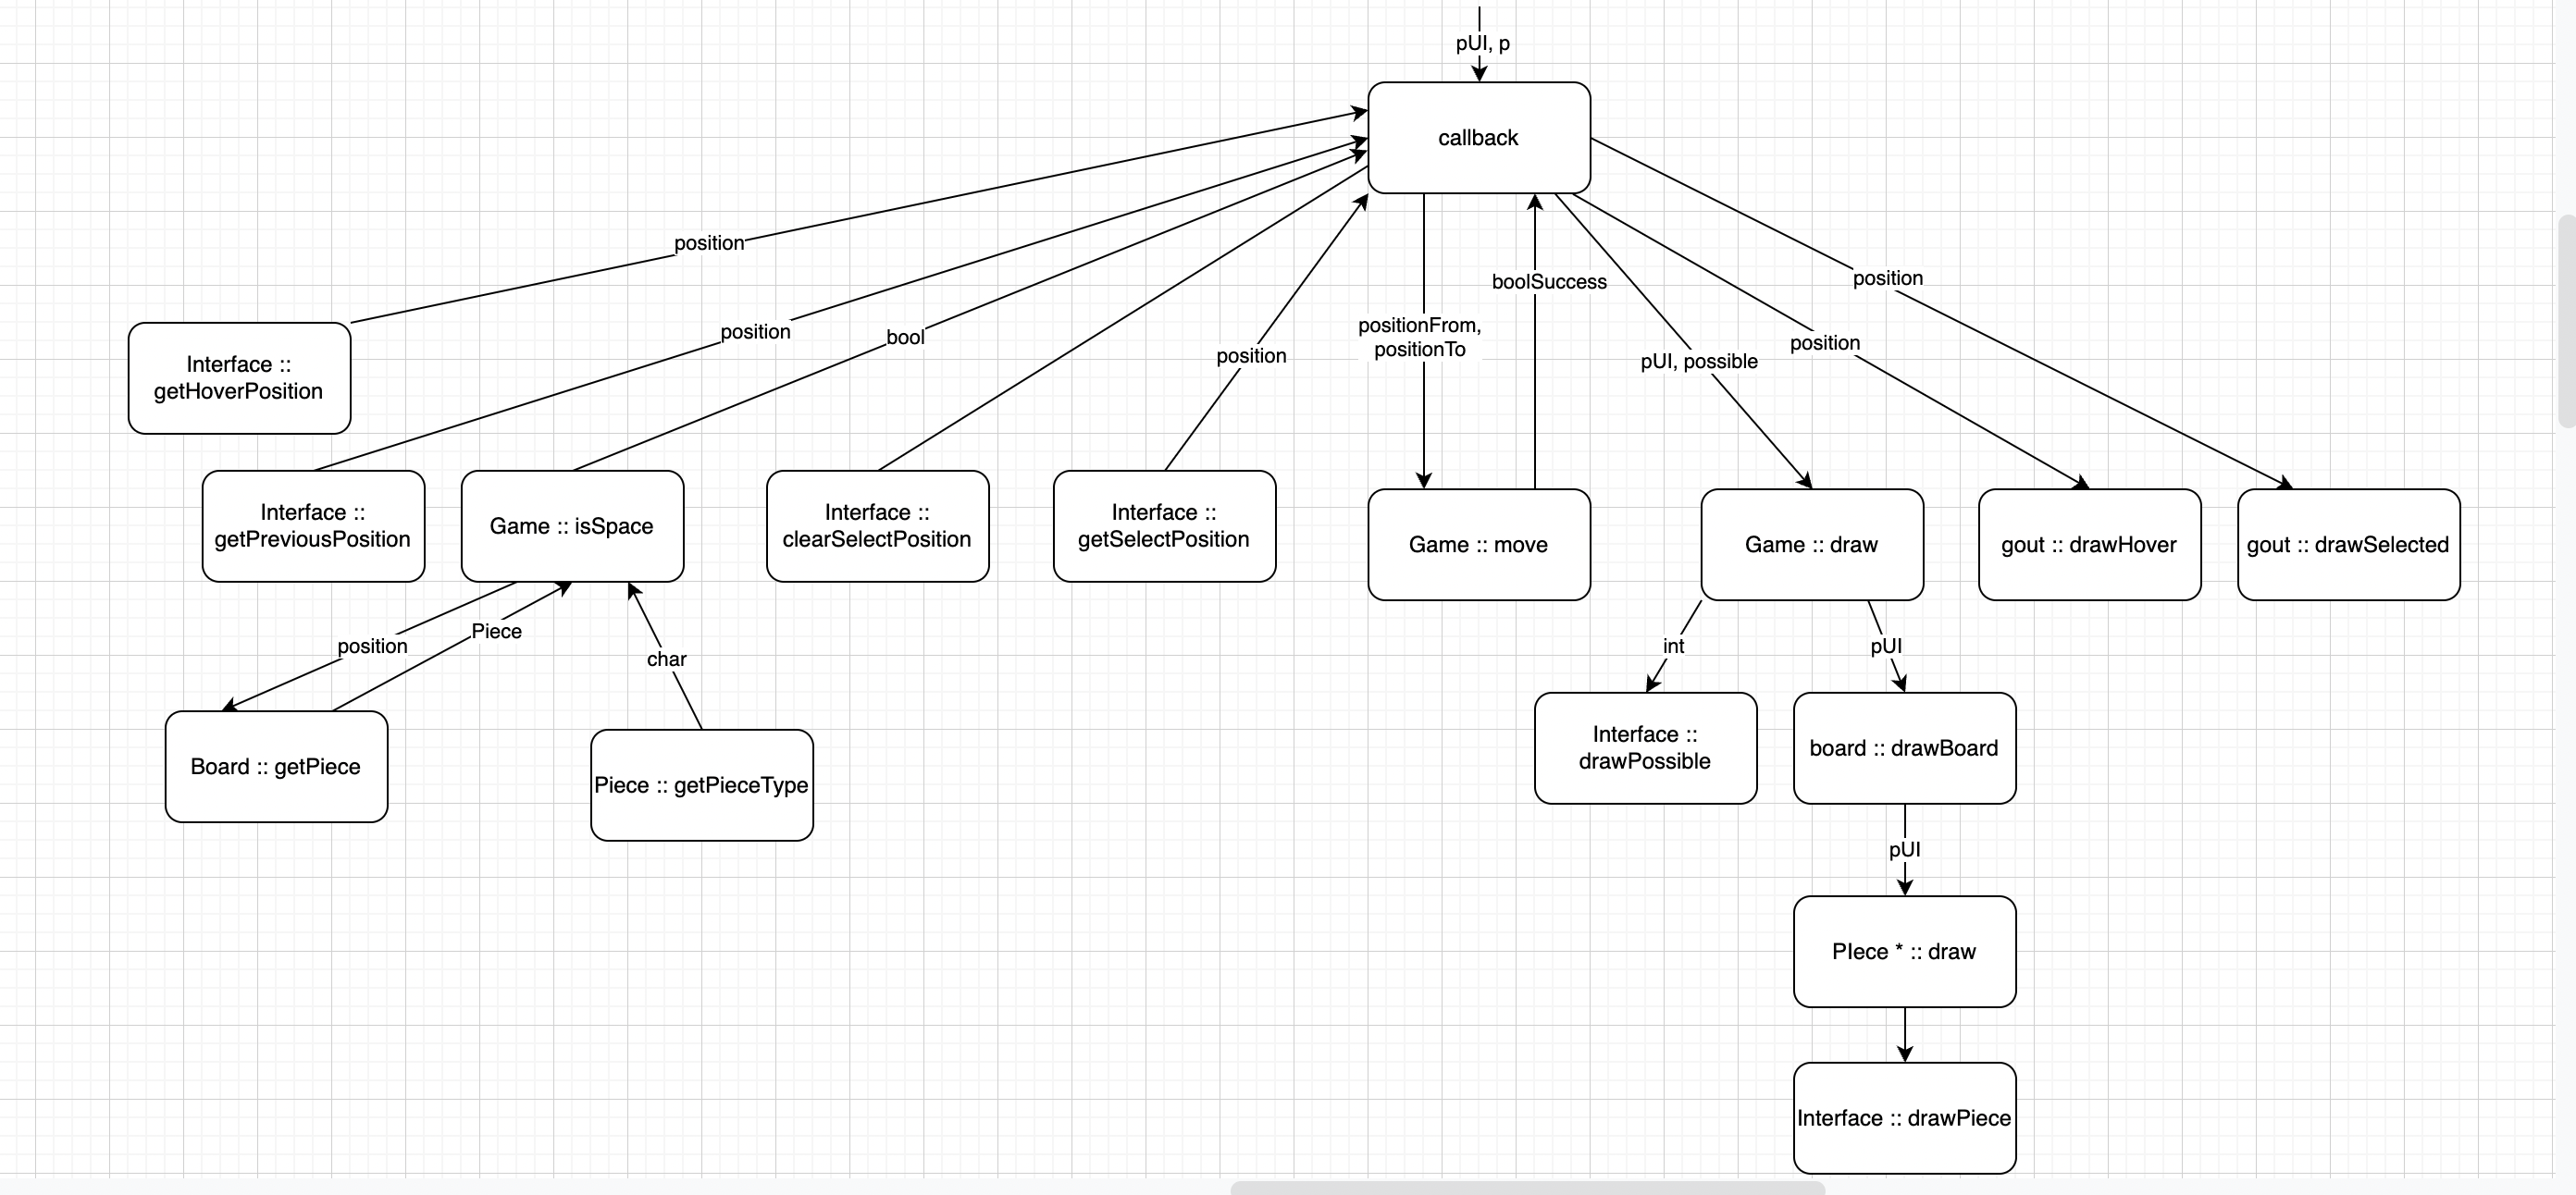 pUI, p
callback
position
position
bool
position
positionFrom,
positionTo
boolSuccess
pUI, possible
position
position
Interface ::
getHoverPosition
Interface ::
getPreviousPosition
Game :: isSpace
Interface ::
clearSelectPosition
Interface ::
getSelectPosition
Game :: move
Game :: draw
gout :: drawHover
gout :: drawSelected
position
Piece
char
int
pUI
Board :: getPiece
Piece :: getPieceType
Interface ::
drawPossible
board :: drawBoard
pUI
PIece * :: draw
Interface :: drawPiece